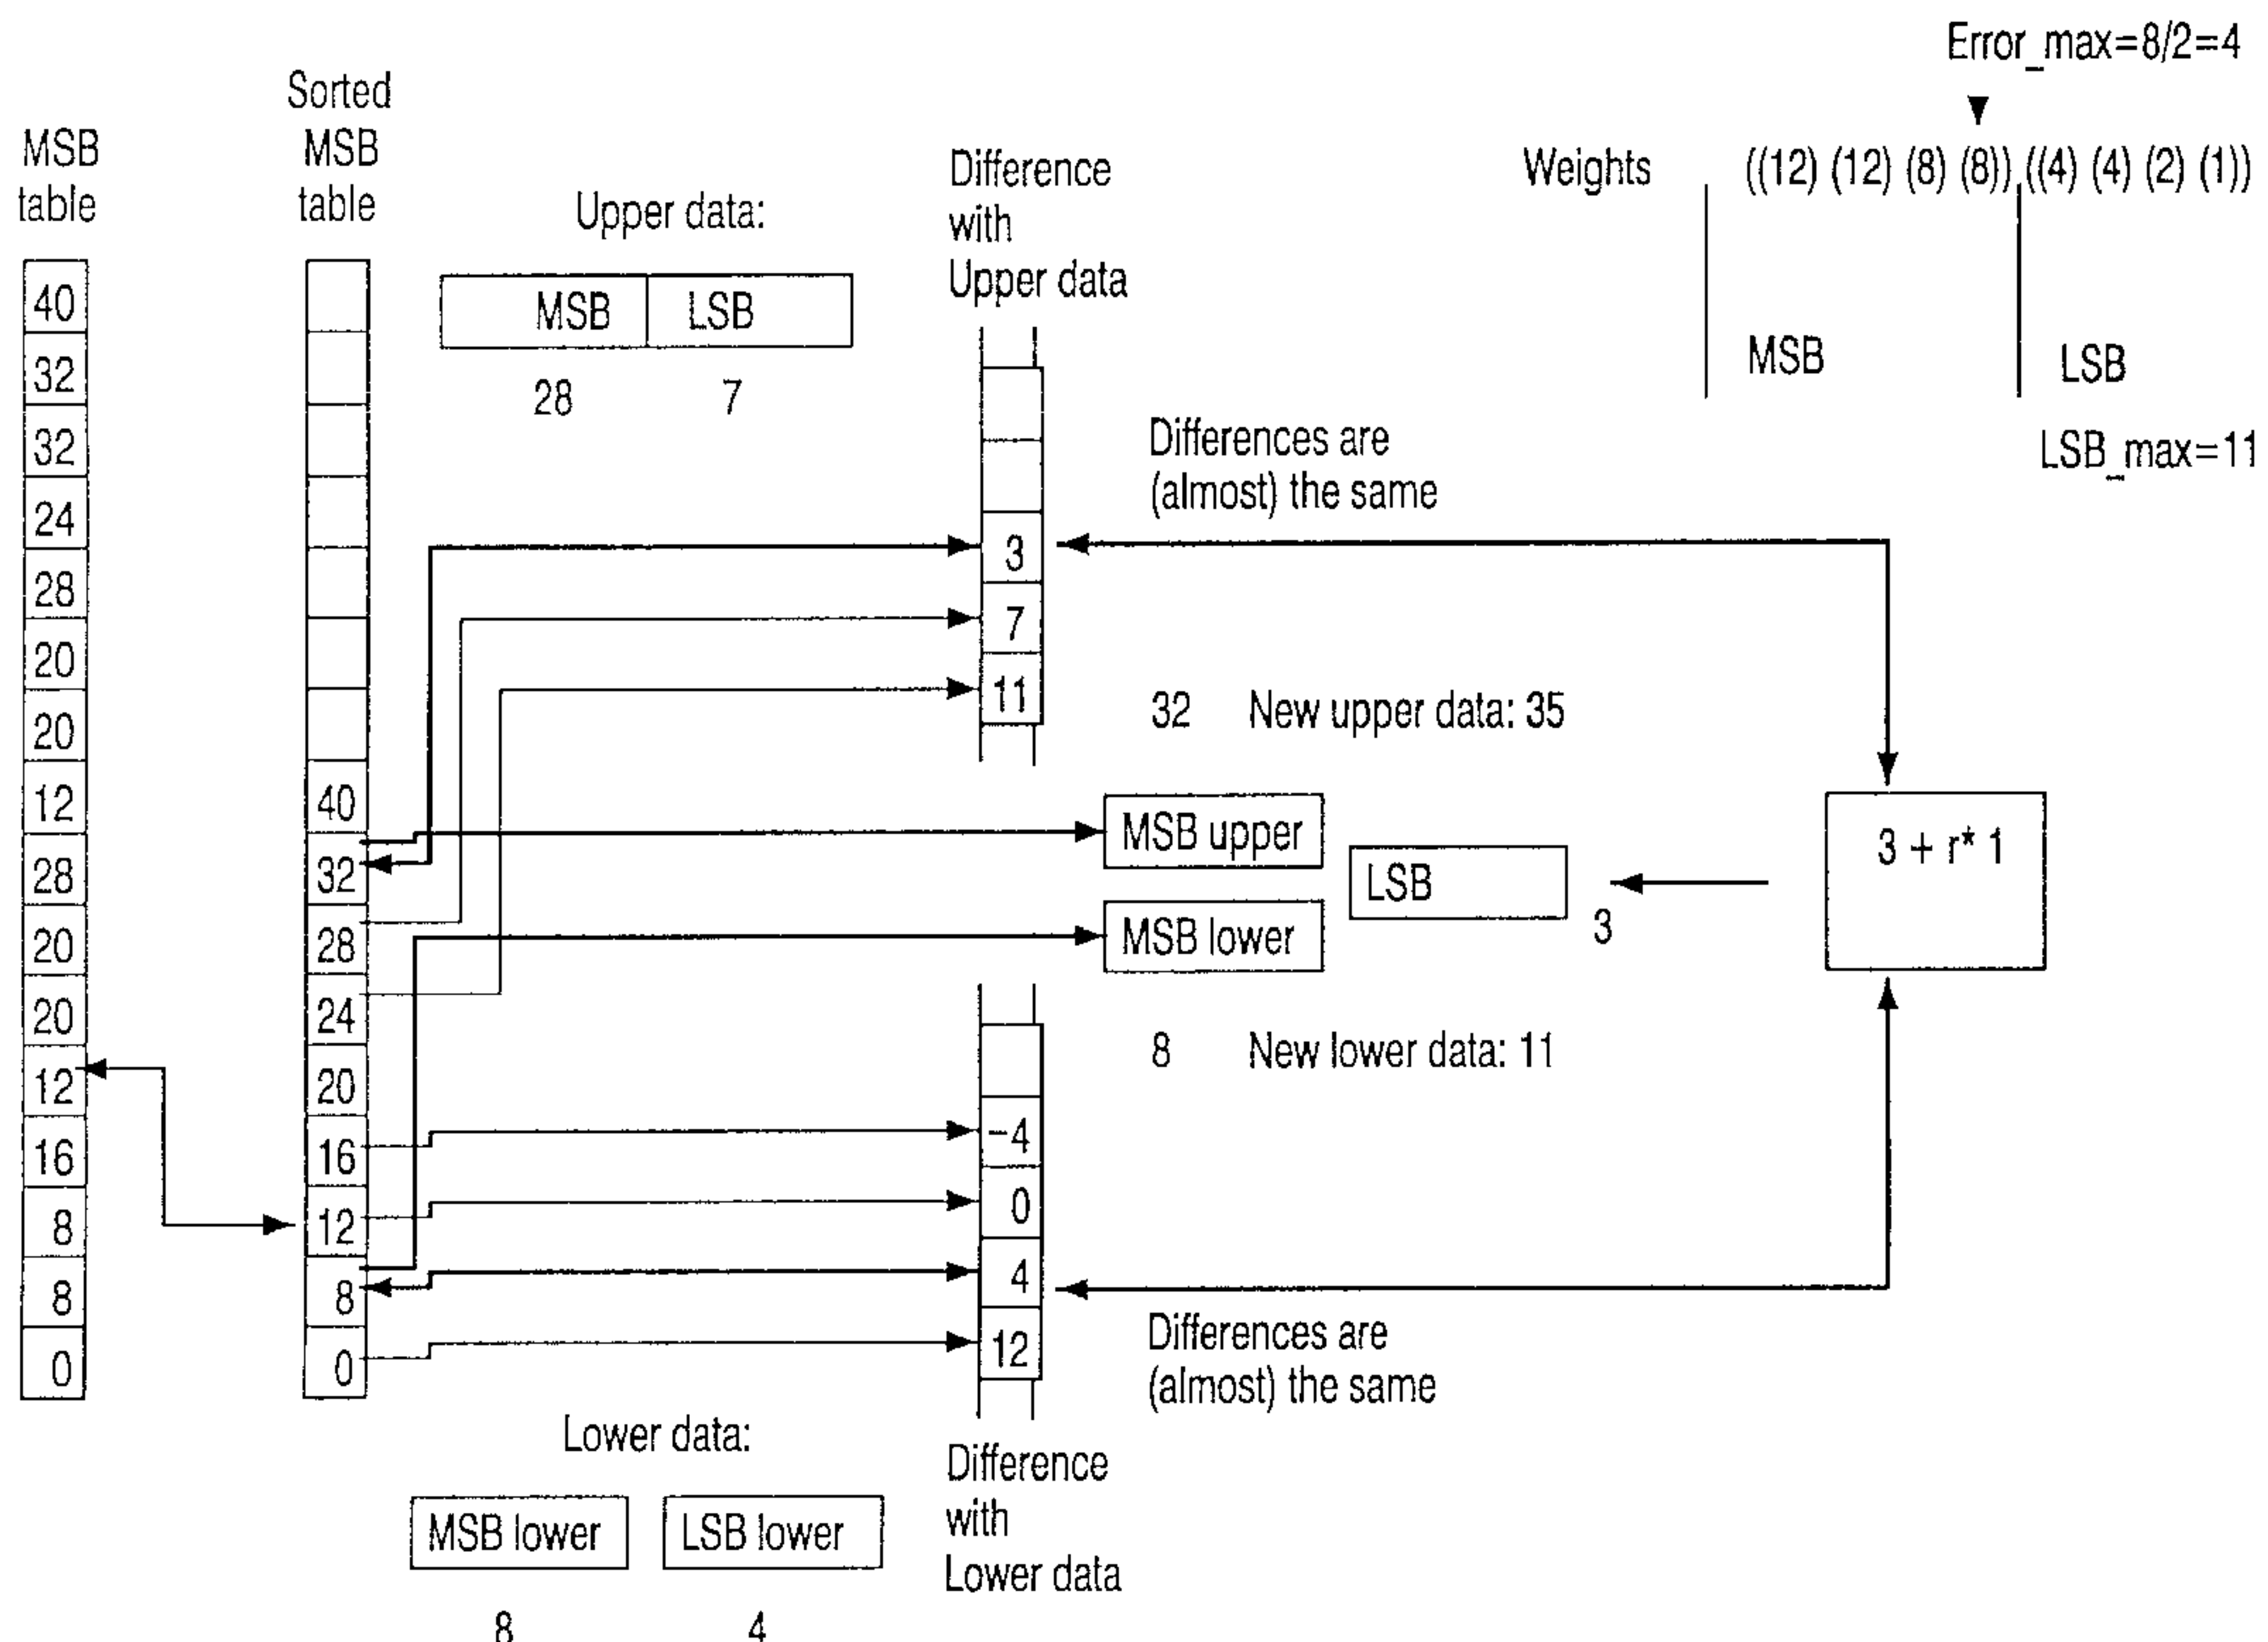 Error_max=8/2=4
Sorted
MSB
table
MSB
table
Upper data:
Difference
with
Upper data
Weights ((12) (12) (8) (8)) ((4) (4) (2) (1))
MSB LSB
28 7
MSB
LSB
LSB_max=11
40
32
32
24
28
20
20
12
28
20
20
12
16
8
8
0
40
32
28
24
20
16
12
8
0
Differences are
(almost) the same
3
7
11
32 New upper data: 35
MSB upper
LSB
MSB lower
3
3 + r* 1
8 New lower data: 11
-4
0
4
12
Differences are
(almost) the same
Lower data:
MSB lower LSB lower
8 4
Difference
with
Lower data